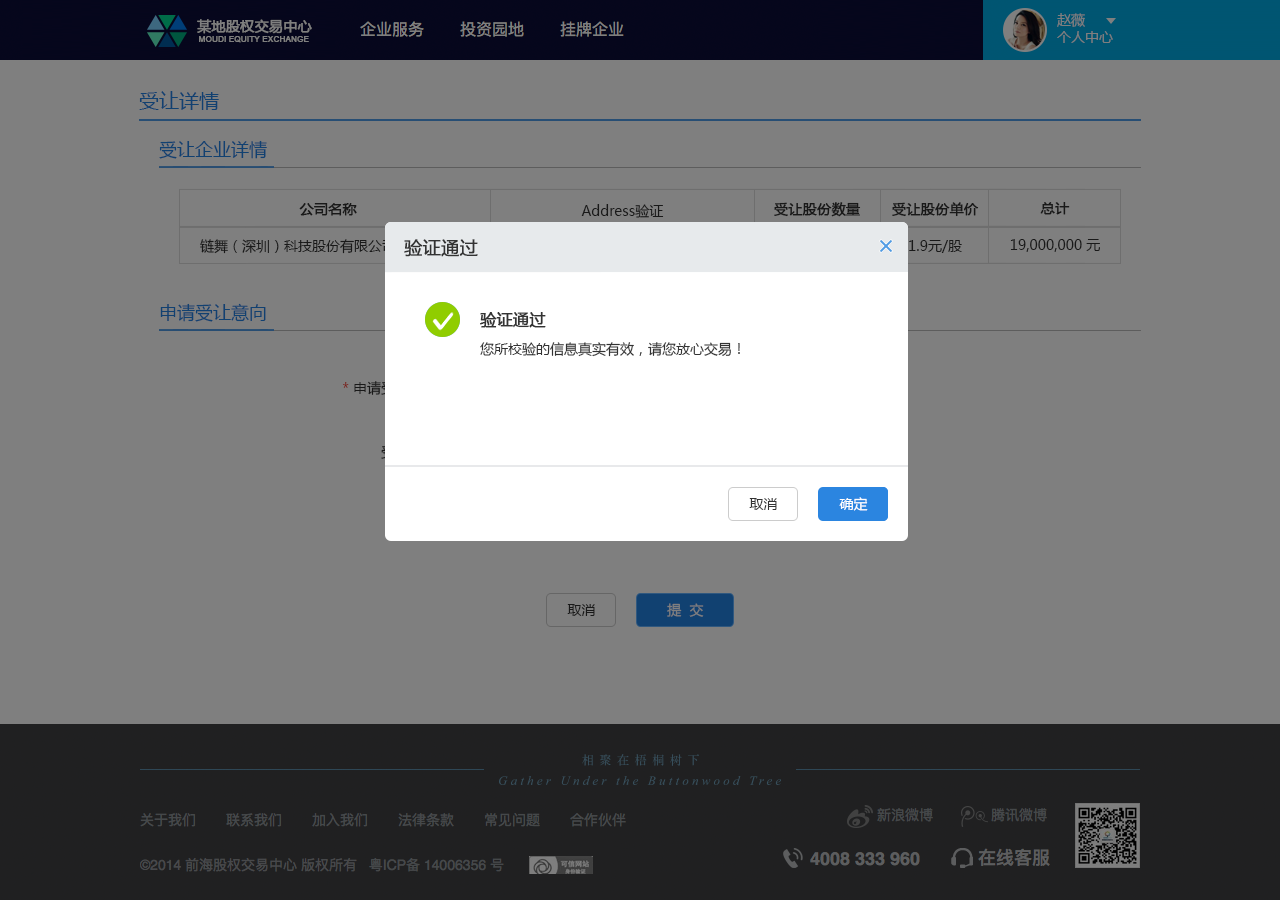 某地股权交易中心
MOUDI EQUITY EXCHANGE
企业服务 投资园地 挂牌企业
赵薇
个人中心
受让详情
受让企业详情
公司名称 Address验证 受让股份数量 受让股份单价 总计
链舞（深圳）科技股份有限公 1.9元/股 19,000,000 元
验证通过
申请受让意向
验证通过
您所校验的信息真实有效，请您放心交易！
* 申请
取消 确定
取消 提 交
相聚在梧桐树下
Gather Under the Buttonwood Tree
关于我们 联系我们 加入我们 法律条款 常见问题 合作伙伴
新浪微博 腾讯微博
©2014 前海股权交易中心 版权所有 粤ICP备 14006356 号
可信网站
身份验证
4008 333 960 在线客服